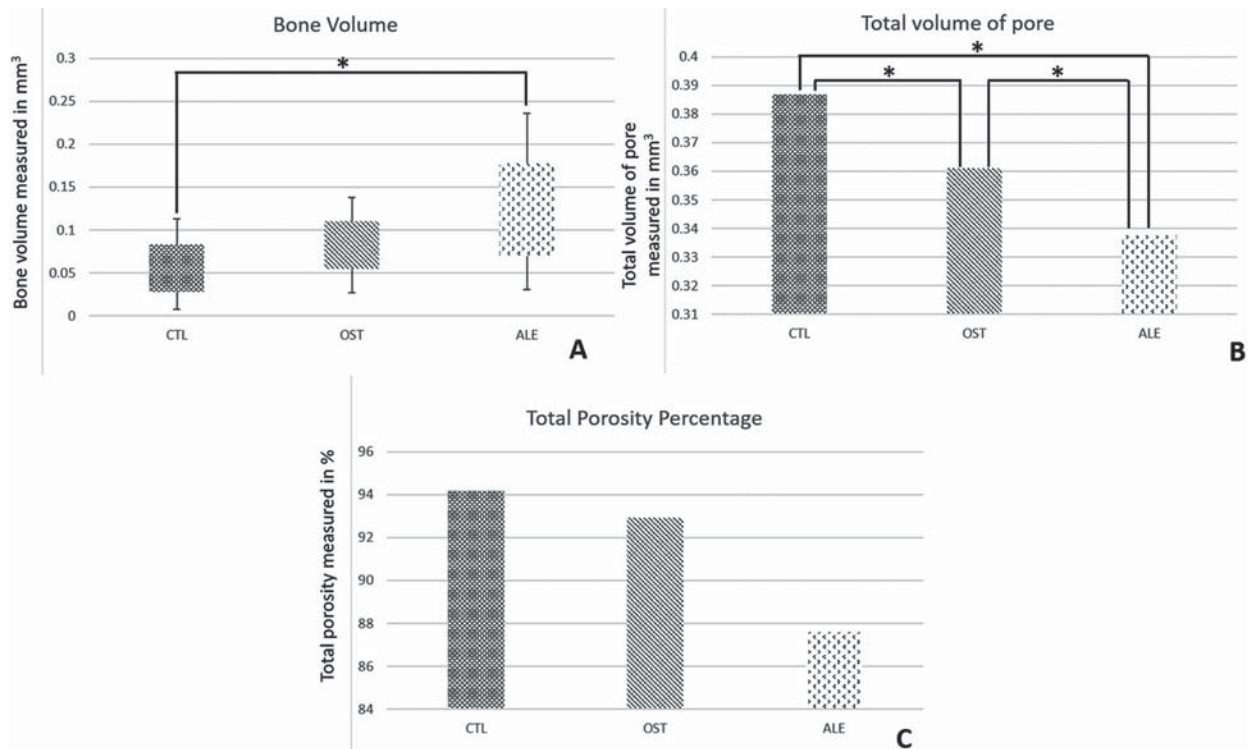 Bone Volume
Bone volume measured in mm³
0.3
0.25
0.2
0.15
0.1
0.05
0
*
CTL OST ALE
A
Total volume of pore
Total volume of pore
measured in mm³
0.4
0.39
0.38
0.37
0.36
0.35
0.34
0.33
0.32
0.31
*
* *
CTL OST ALE
B
Total Porosity Percentage
Total porosity measured in %
96
94
92
90
88
86
84
CTL OST ALE
C